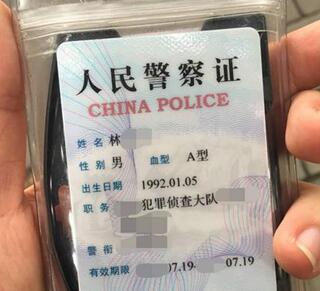 人民警察证
CHINA POLICE
姓名 林
性别 男 血型 A型
出生日期 1992.01.05
职务 犯罪侦查大队
警衔
有效期限 07.19- 07.19